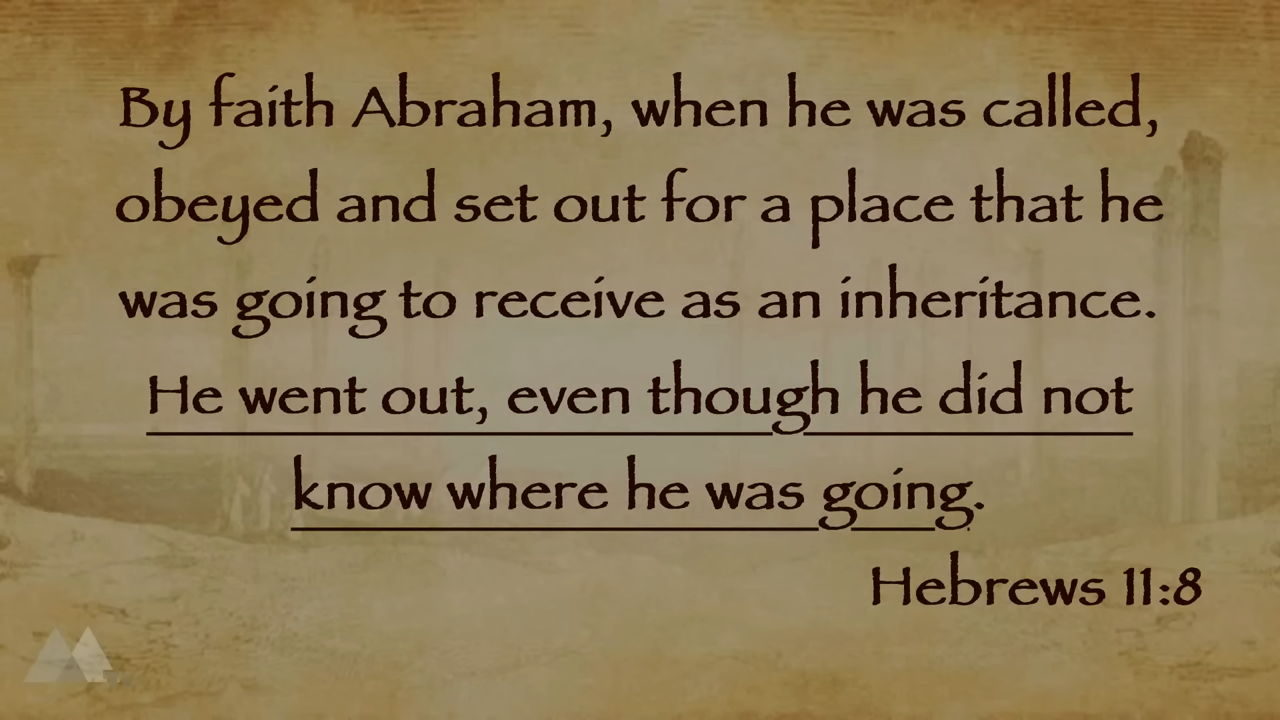 By faith Abraham, when he was called,
obeyed and set out for a place that he
was going to receive as an inheritance.
He went out, even though he did not
know where he was going.
Hebrews 11:8